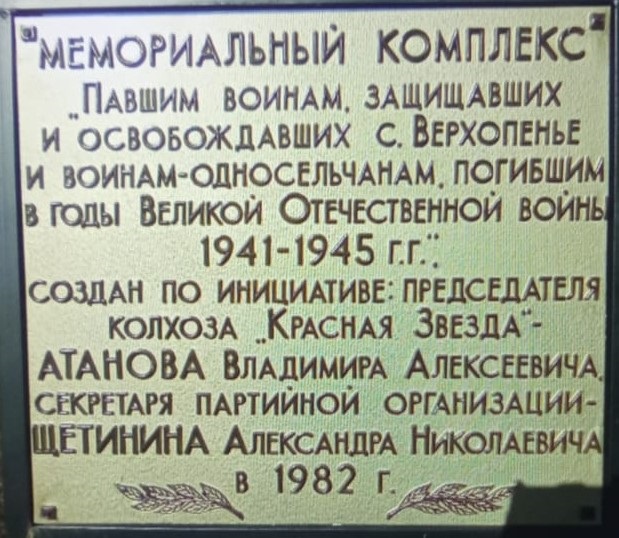 "МЕМОРИАЛЬНЫЙ КОМПЛЕКС"
„ПАВШИМ ВОИНАМ, ЗАЩИЩАВШИХ
И ОСВОБОЖДАВШИХ С. ВЕРХОПЕНЬЕ
И ВОИНАМ-ОДНОСЕЛЬЧАНАМ, ПОГИБШИМ
В ГОДЫ ВЕЛИКОЙ ОТЕЧЕСТВЕННОЙ ВОЙНЫ
1941-1945 Г.Г.".
СОЗДАН ПО ИНИЦИАТИВЕ: ПРЕДСЕДАТЕЛЯ
КОЛХОЗА „КРАСНАЯ ЗВЕЗДА"-
АТАНОВА ВЛАДИМИРА АЛЕКСЕЕВИЧА,
СЕКРЕТАРЯ ПАРТИЙНОЙ ОРГАНИЗАЦИИ-
ЩЕТИНИНА АЛЕКСАНДРА НИКОЛАЕВИЧА
В 1982 Г.